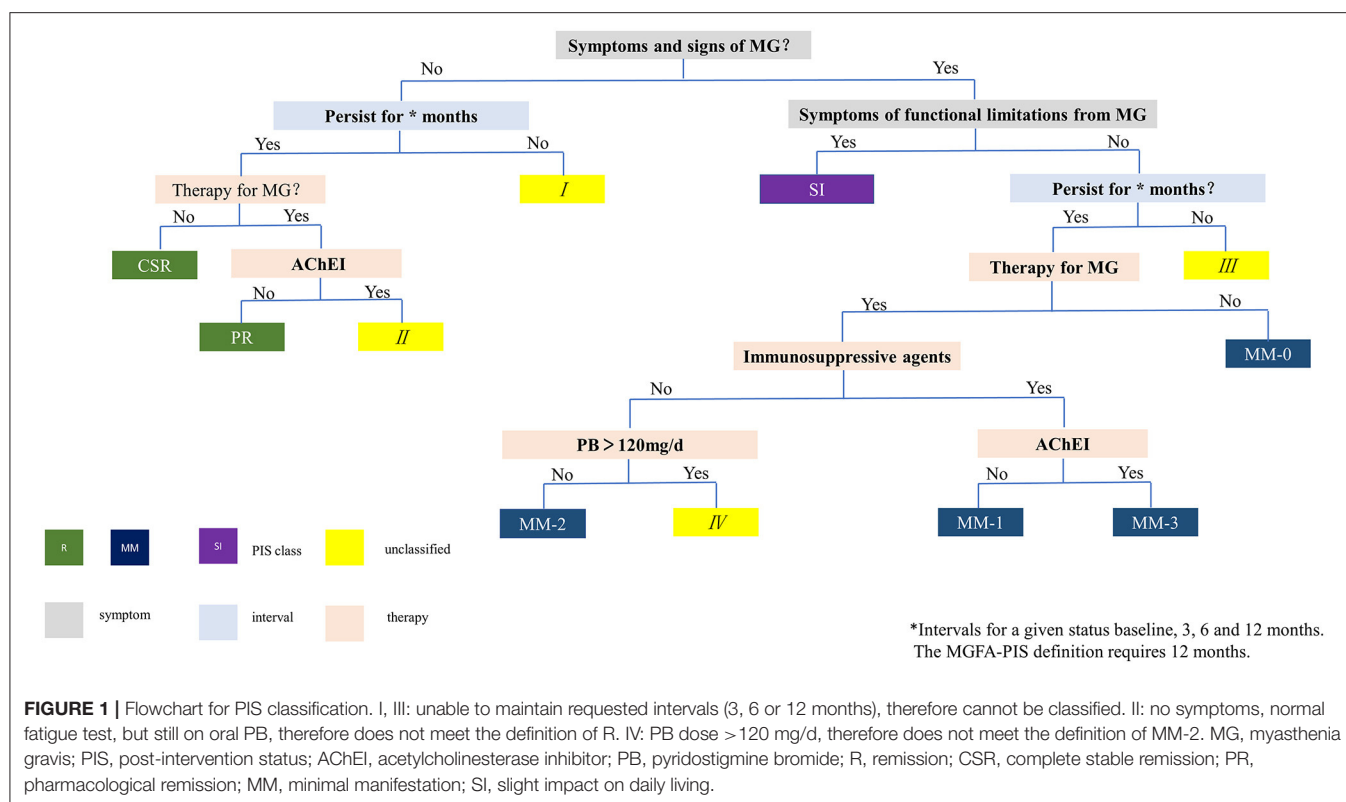 Symptoms and signs of MG?
No
Yes
Persist for * months
Symptoms of functional limitations from MG
Yes
No
Yes
No
Therapy for MG?
I
SI
Persist for * months?
No
Yes
Yes
No
CSR
AChEI
Therapy for MG
III
No
Yes
Yes
No
PR
II
Immunosuppressive agents
MM-0
No
Yes
PB > 120mg/d
AChEI
No
Yes
No
Yes
MM-2
IV
MM-1
MM-3
R
MM
SI
PIS class
unclassified
symptom
interval
therapy
*Intervals for a given status baseline, 3, 6 and 12 months.
The MGFA-PIS definition requires 12 months.
FIGURE 1 | Flowchart for PIS classification. I, III: unable to maintain requested intervals (3, 6 or 12 months), therefore cannot be classified. II: no symptoms, normal
fatigue test, but still on oral PB, therefore does not meet the definition of R. IV: PB dose >120 mg/d, therefore does not meet the definition of MM-2. MG, myasthenia
gravis; PIS, post-intervention status; AChEI, acetylcholinesterase inhibitor; PB, pyridostigmine bromide; R, remission; CSR, complete stable remission; PR,
pharmacological remission; MM, minimal manifestation; SI, slight impact on daily living.